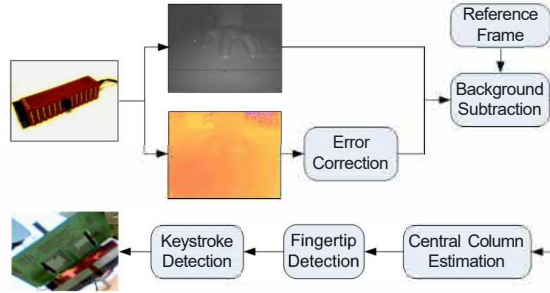 Reference
Frame
Background
Subtraction
Error
Correction
Keystroke
Detection
Fingertip
Detection
Central Column
Estimation